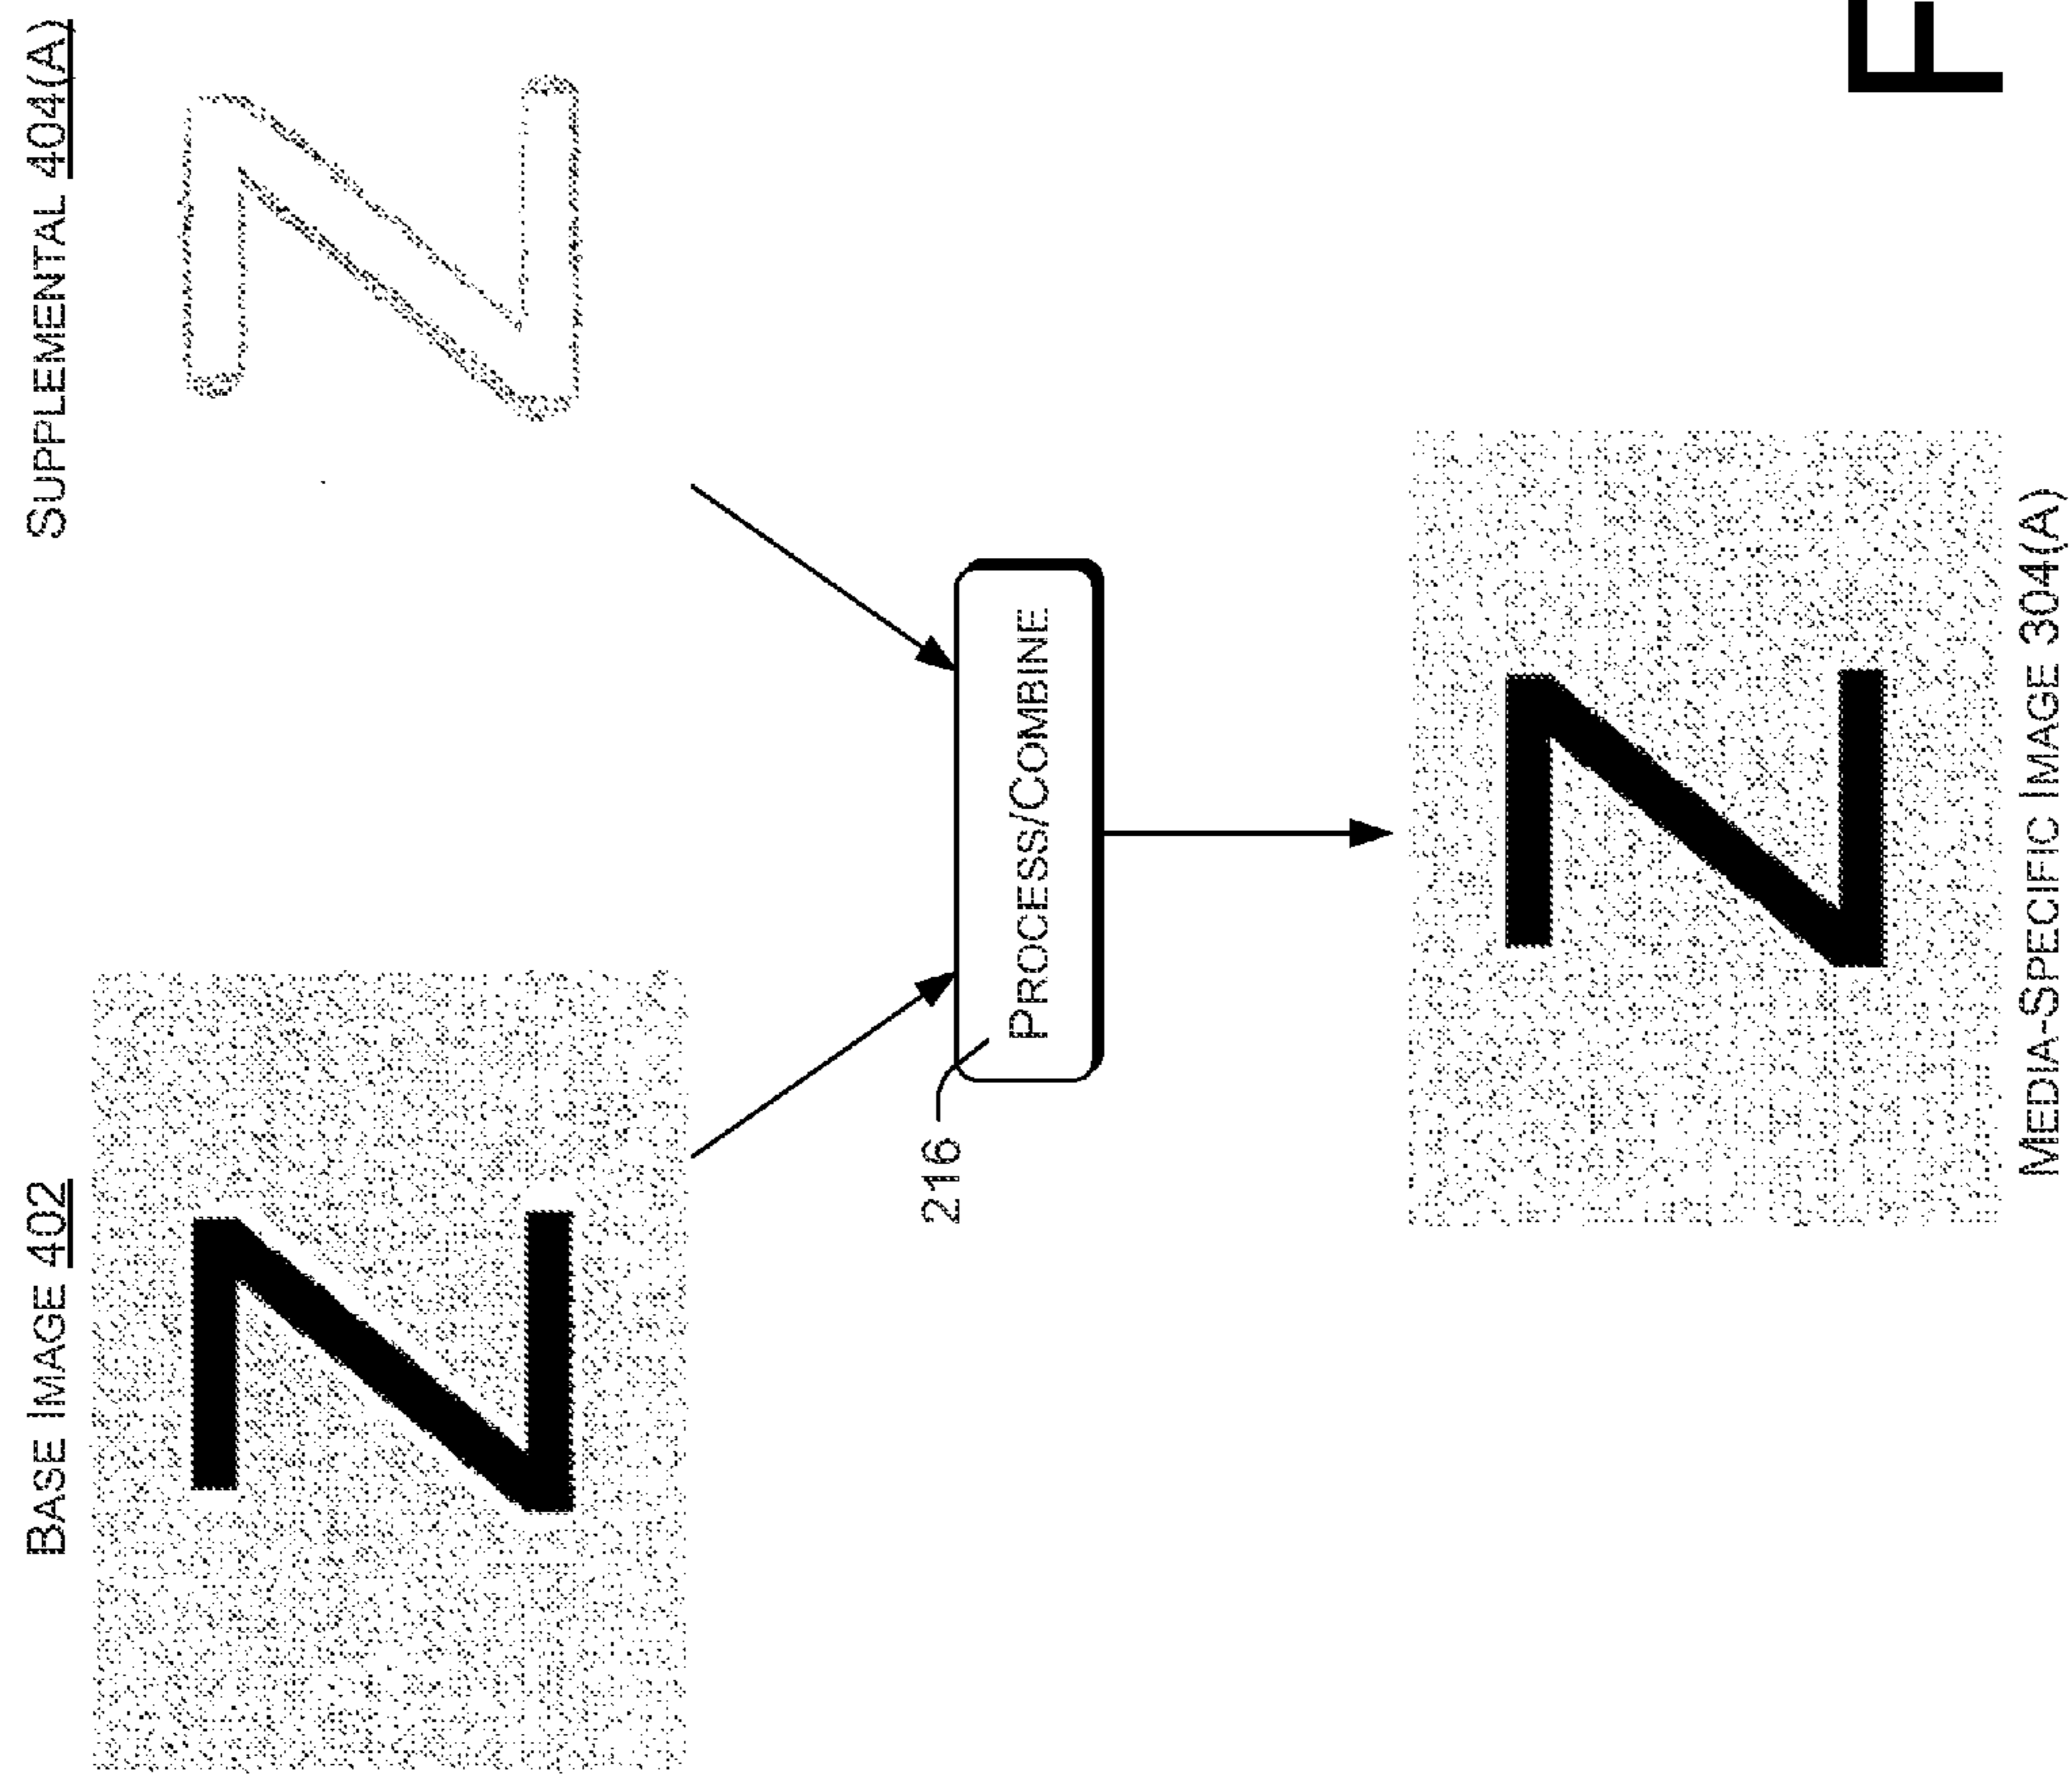 BASE IMAGE 402
SUPPLEMENTAL 404(A)
N
N
216
PROCESS/COMBINE
N
MEDIA-SPECIFIC IMAGE 304(A)
F